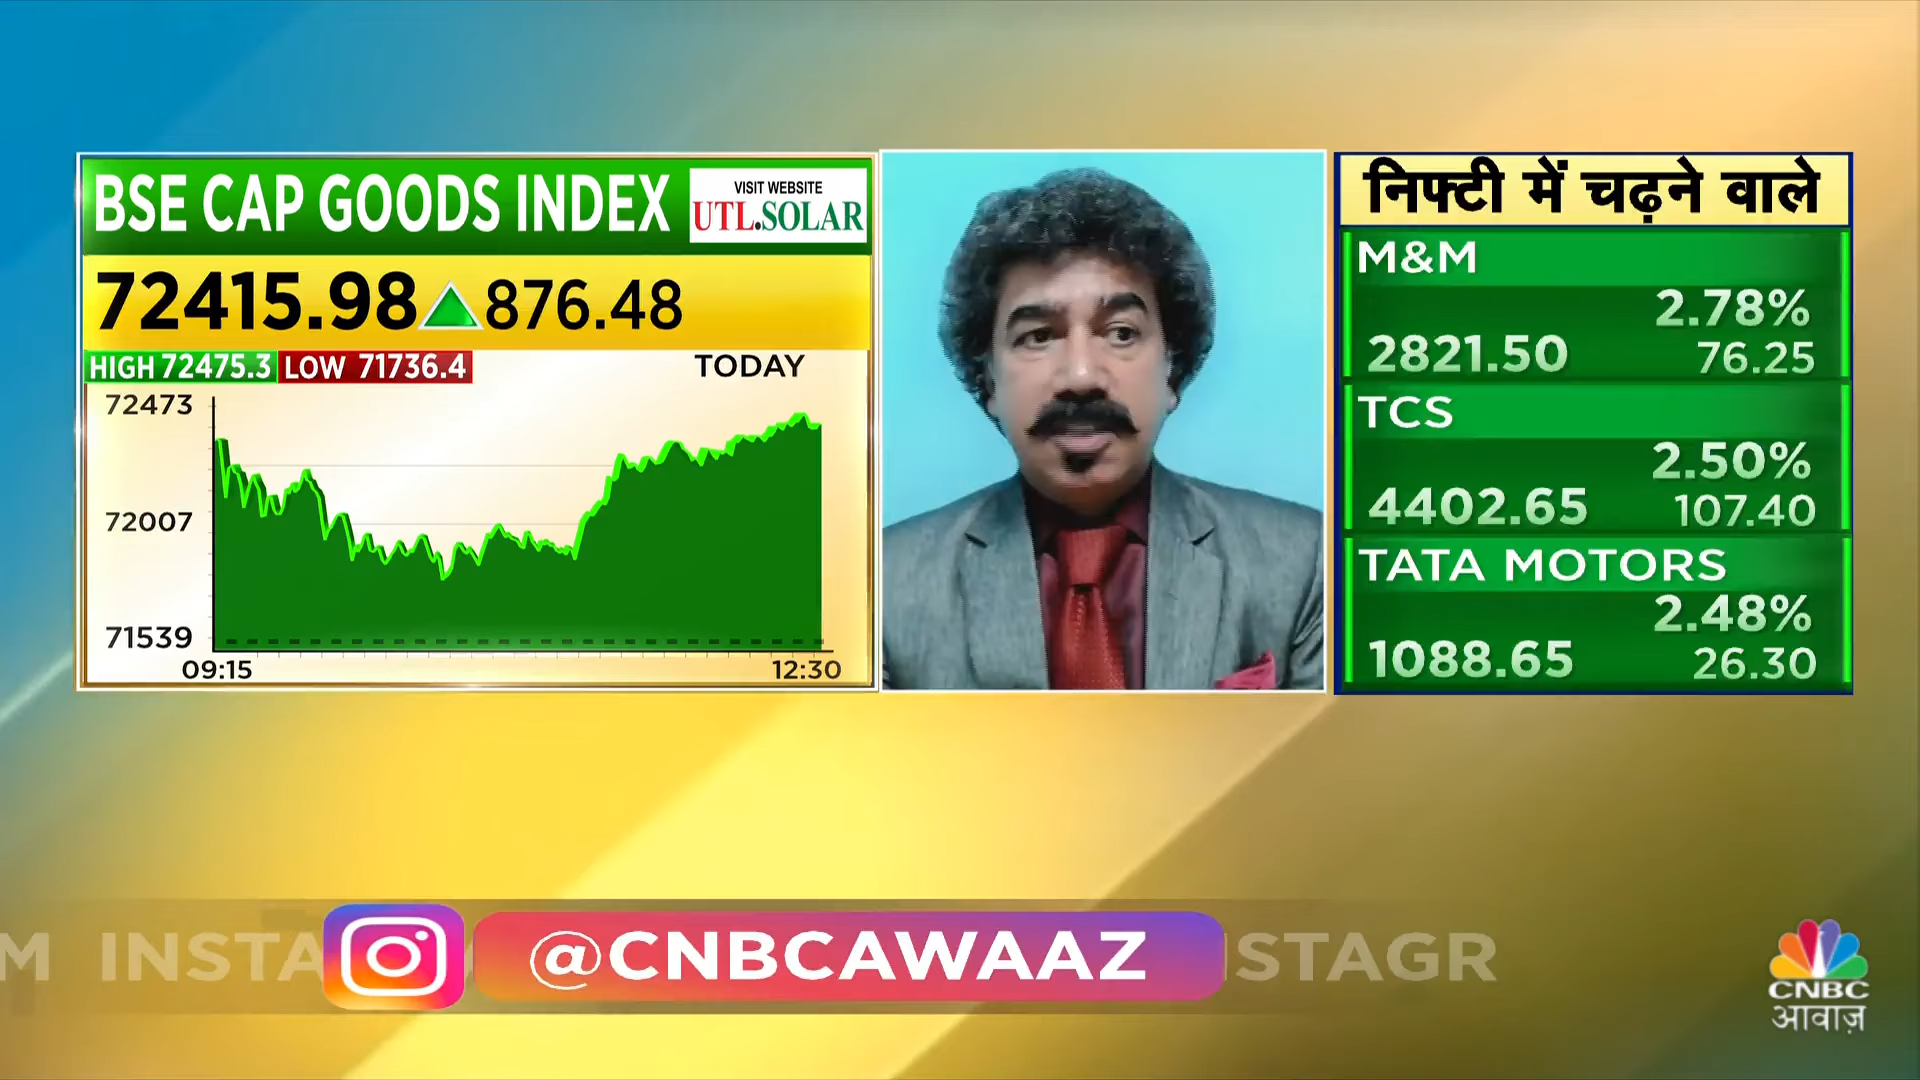 BSE CAP GOODS INDEX
VISIT WEBSITE
UTL.SOLAR
72415.98 876.48
HIGH 72475.3 LOW 71736.4
TODAY
72473
72007
71539
09:15 12:30
निफ्टी में चढ़ने वाले
M&M
2.78%
2821.50 76.25
TCS
2.50%
4402.65 107.40
TATA MOTORS
2.48%
1088.65 26.30
M INSTA @CNBCAWAAZ STAGR
CNBC
आवाज़